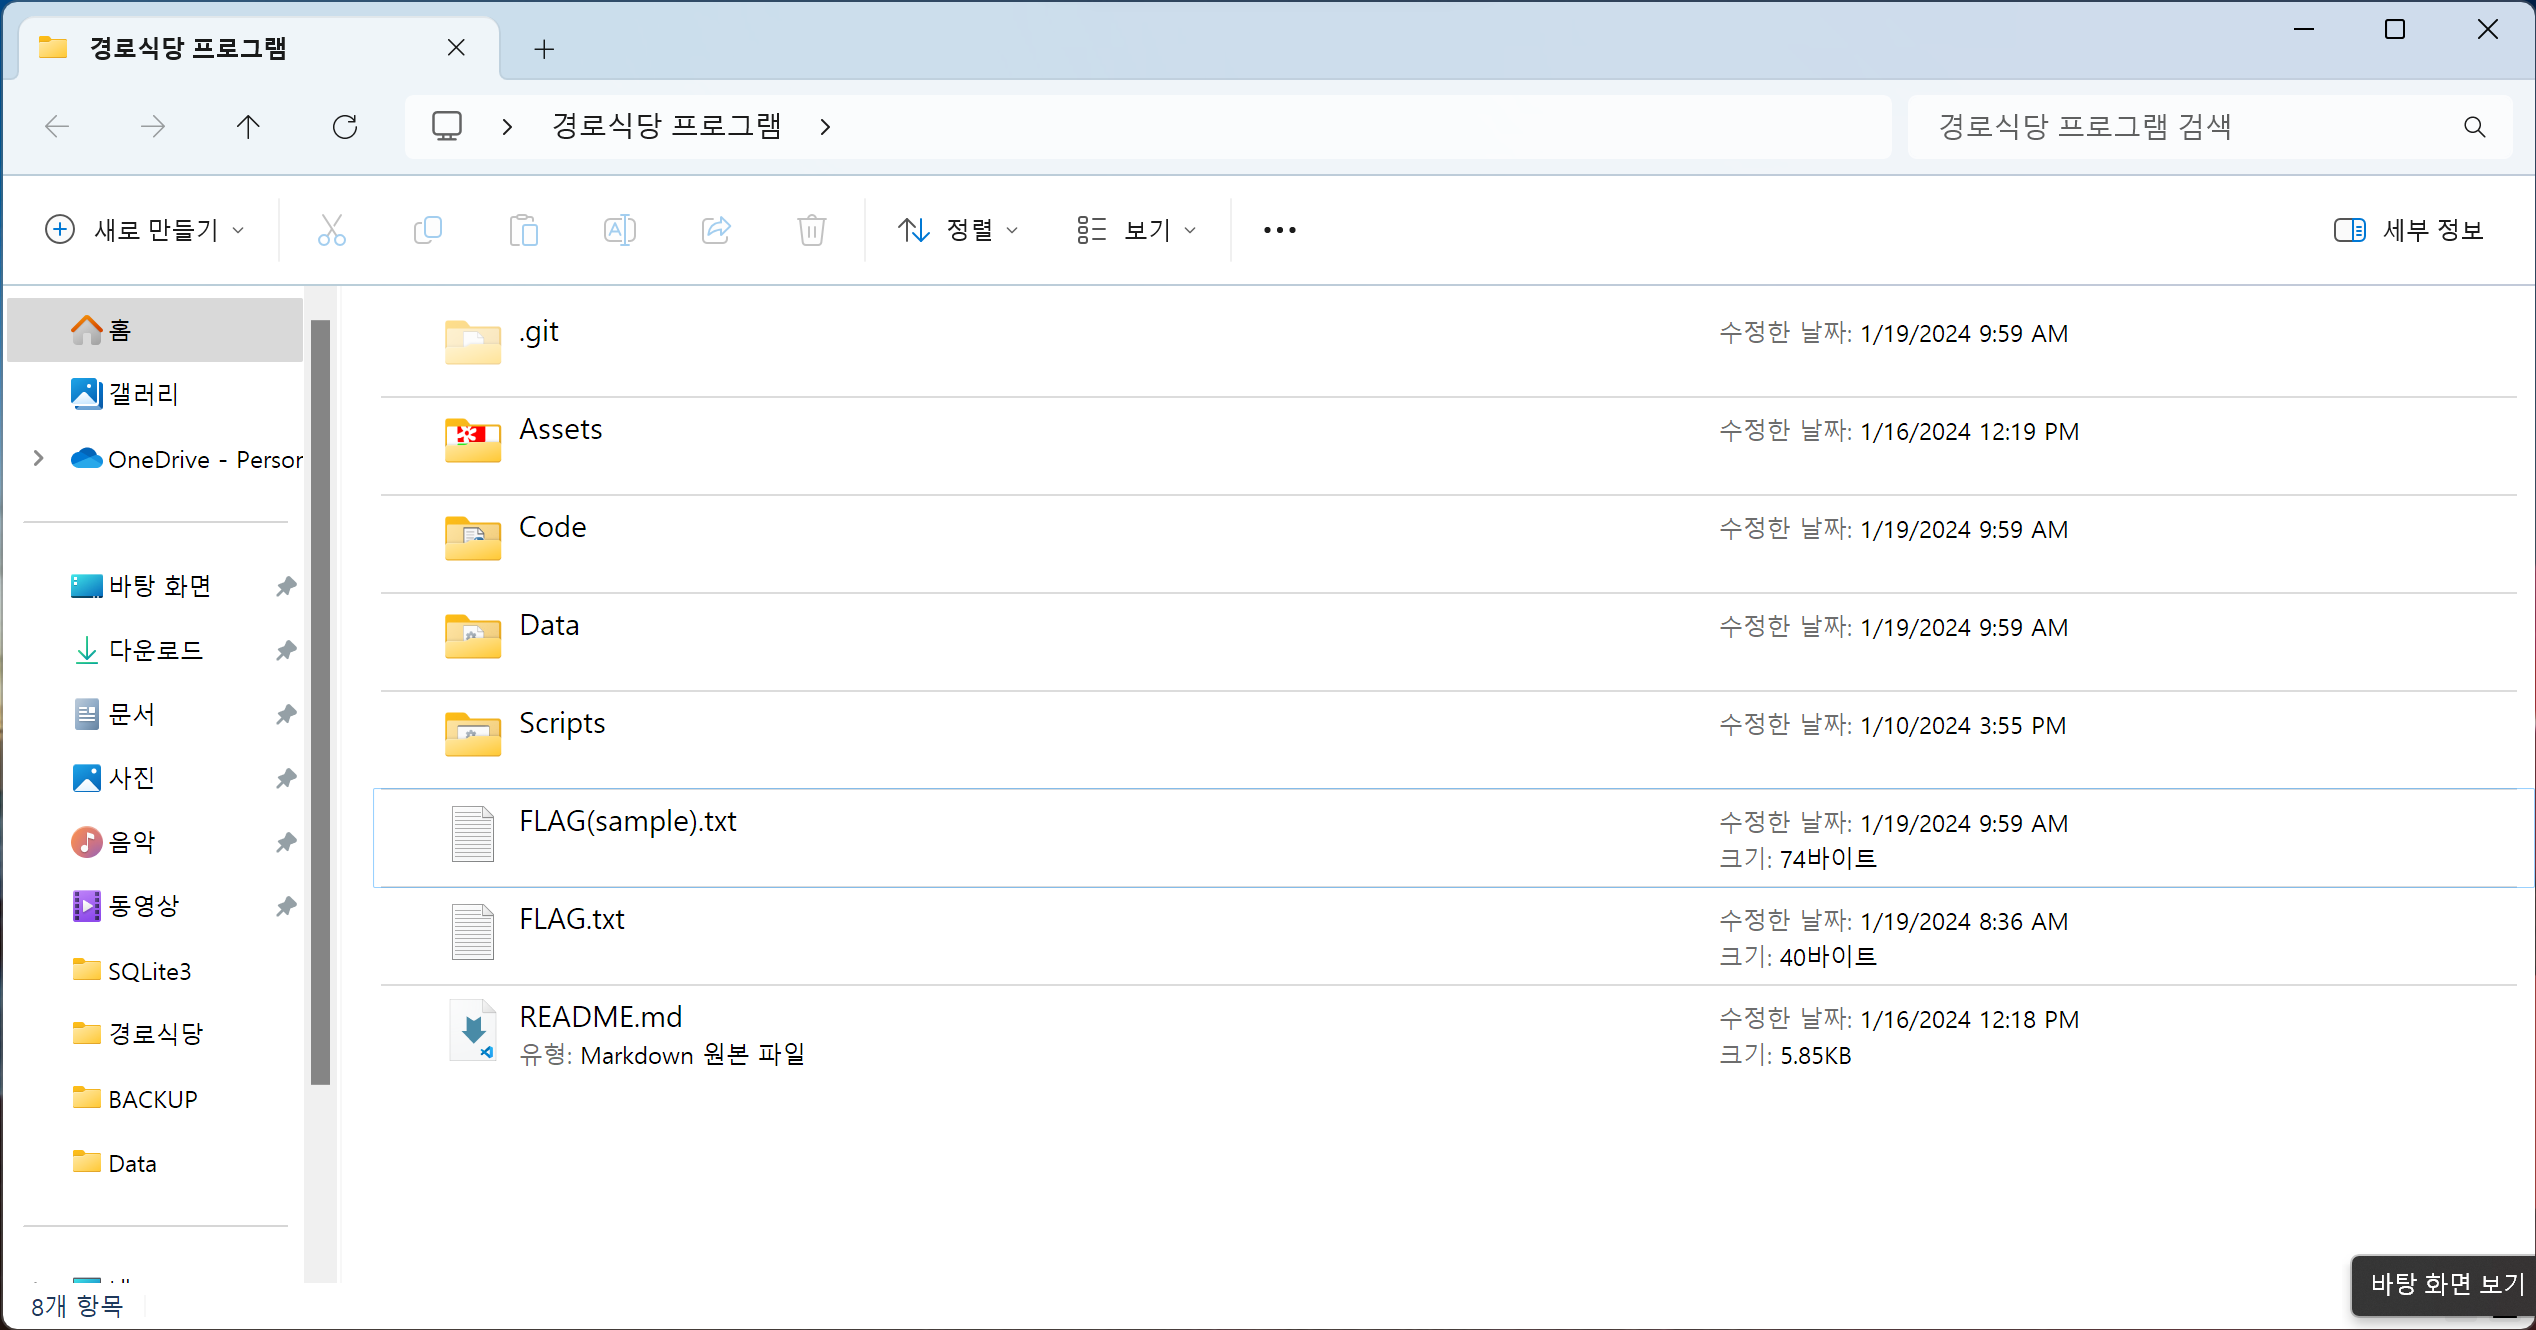 경로식당 프로그램
경로식당 프로그램
경로식당 프로그램 검색
새로 만들기
정렬
보기
세부 정보
홈
갤러리
OneDrive - Persor
바탕 화면
다운로드
문서
사진
음악
동영상
SQLite3
경로식당
BACKUP
Data
.git
수정한 날짜: 1/19/2024 9:59 AM
Assets
수정한 날짜: 1/16/2024 12:19 PM
Code
수정한 날짜: 1/19/2024 9:59 AM
Data
수정한 날짜: 1/19/2024 9:59 AM
Scripts
수정한 날짜: 1/10/2024 3:55 PM
FLAG(sample).txt
수정한 날짜: 1/19/2024 9:59 AM
크기: 74바이트
FLAG.txt
수정한 날짜: 1/19/2024 8:36 AM
크기: 40바이트
README.md
수정한 날짜: 1/16/2024 12:18 PM
유형: Markdown 원본 파일
크기: 5.85KB
8개 항목
바탕 화면 보기